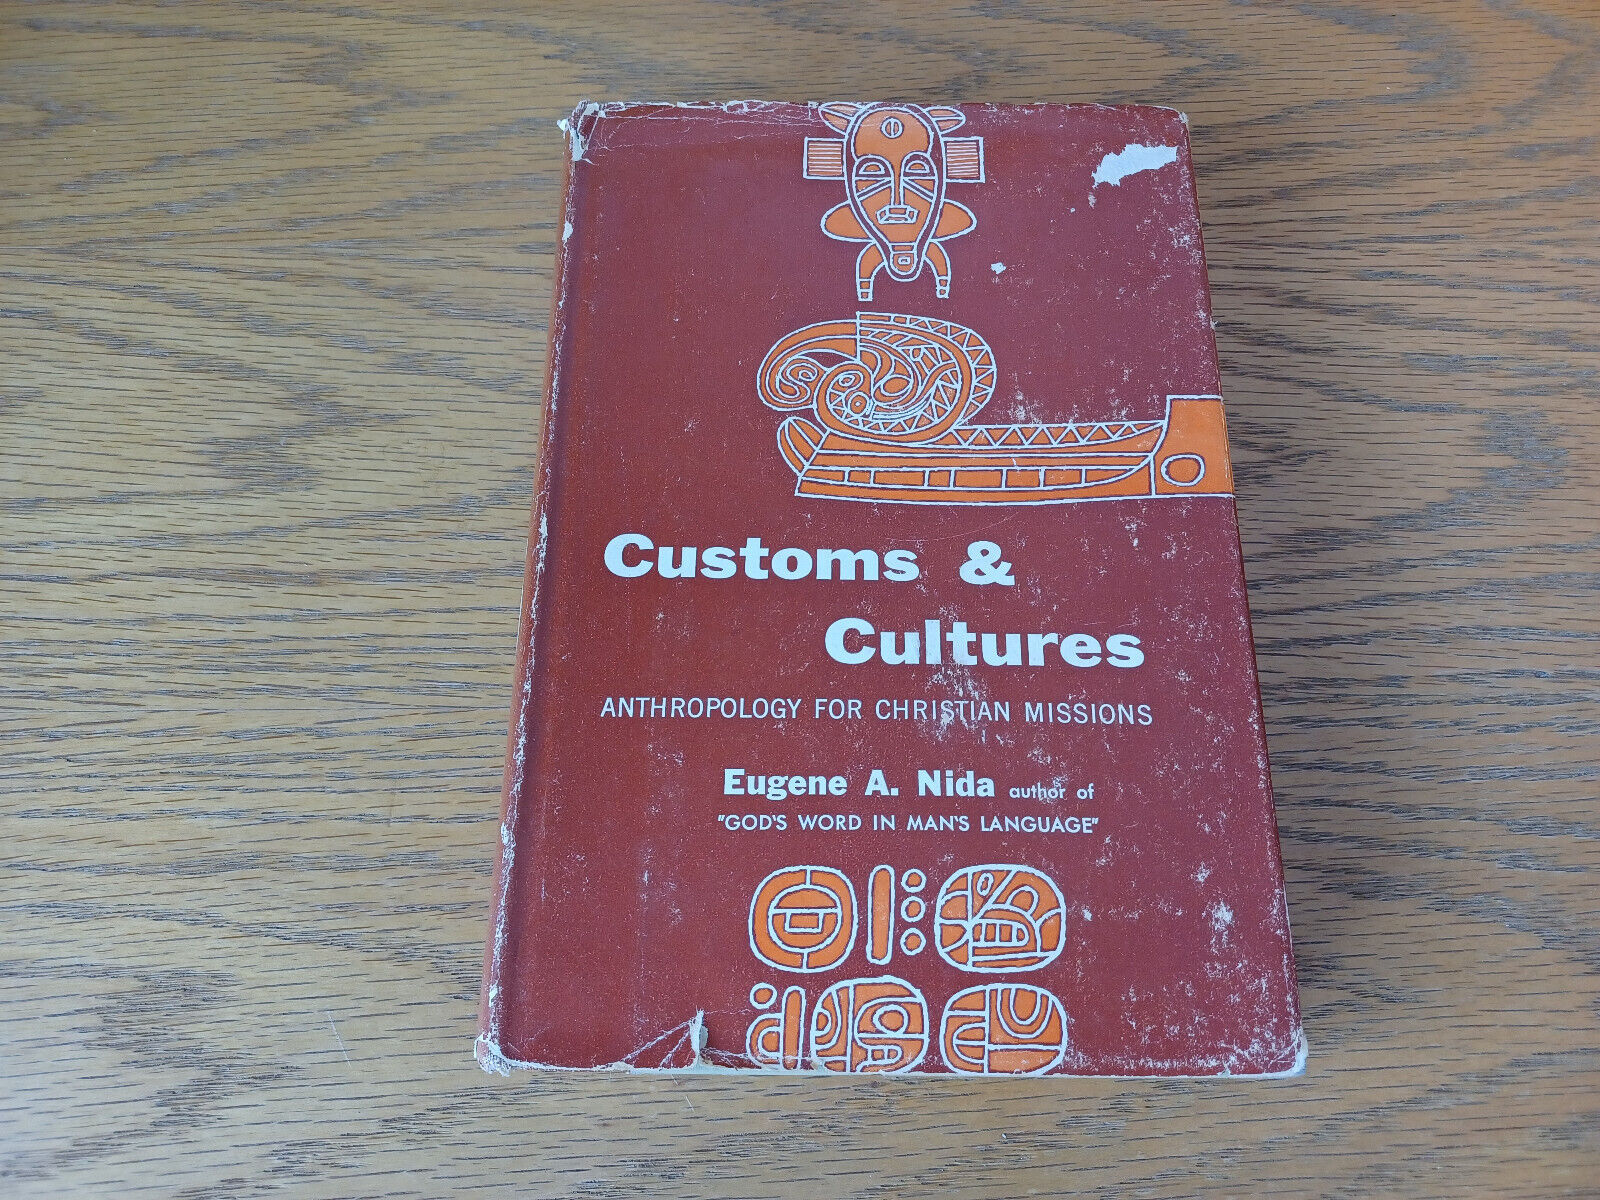 Customs &
Cultures
ANTHROPOLOGY FOR CHRISTIAN MISSIONS
Eugene A. Nida author of
"GOD'S WORD IN MAN'S LANGUAGE"